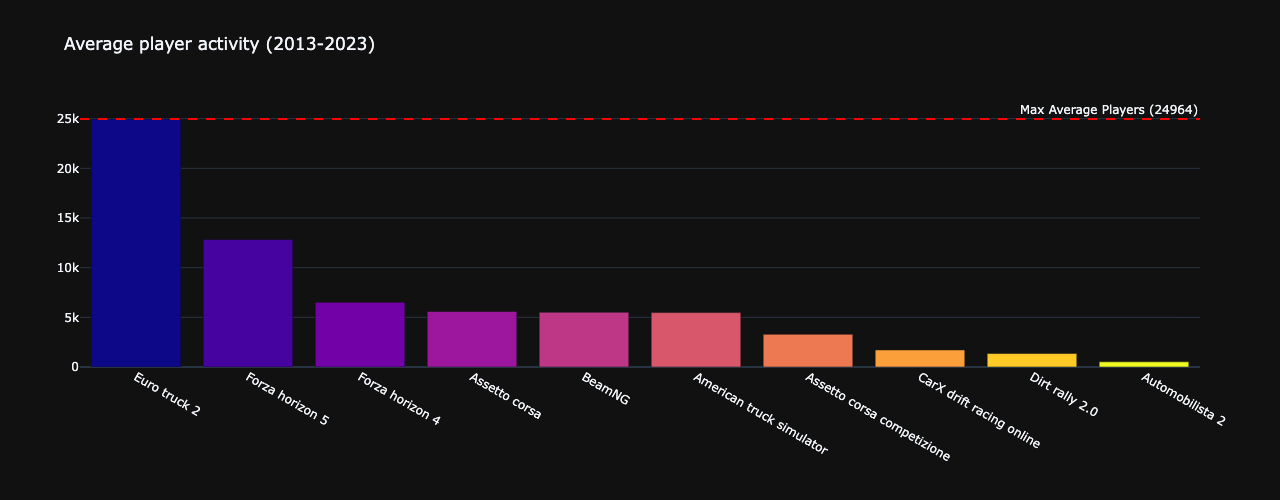 Average player activity (2013-2023)
Max Average Players (24964)
25k
20k
15k
10k
5k
0
Euro truck 2
Forza horizon 5
Forza horizon 4
Assetto corsa
BeamNG
American truck simulator
Assetto corsa competizione
CarX drift racing online
Dirt rally 2.0
Automobilista 2